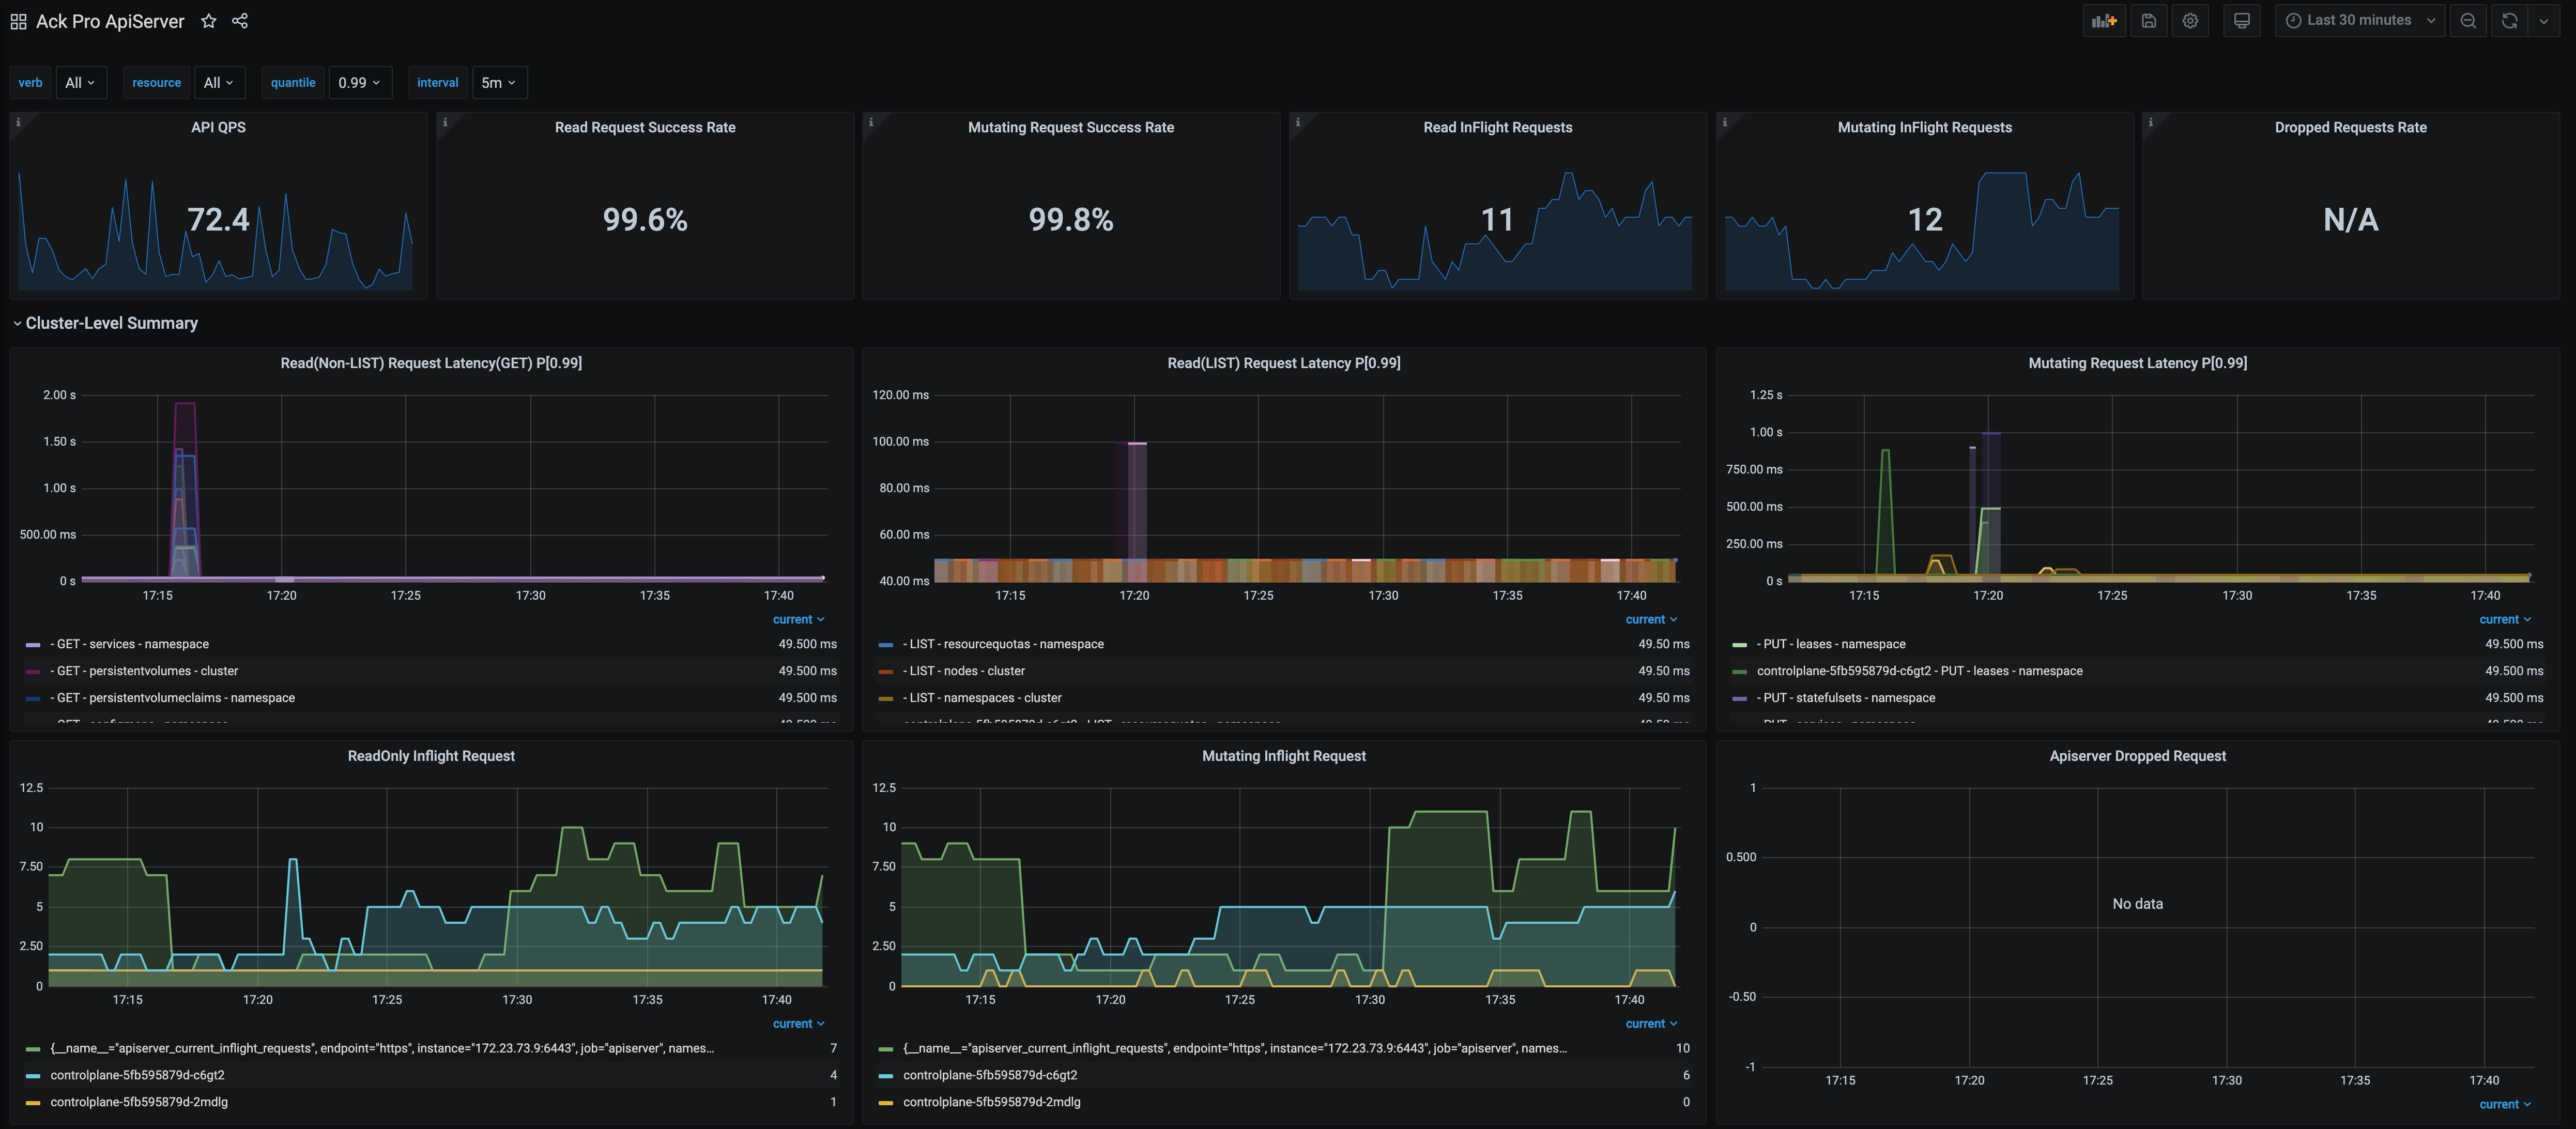 Ack Pro ApiServer
Last 30 minutes
verb All resource All quantile 0.99 interval 5m
API QPS
72.4
Read Request Success Rate
99.6%
Mutating Request Success Rate
99.8%
Read InFlight Requests
11
Mutating InFlight Requests
12
Dropped Requests Rate
N/A
Cluster-Level Summary
Read(Non-LIST) Request Latency(GET) P[0.99]
2.00 s
1.50 s
1.00 s
500.00 ms
0 s
17:15 17:20 17:25 17:30 17:35 17:40
current
- GET - services - namespace 49.500 ms
- GET - persistentvolumes - cluster 49.500 ms
- GET - persistentvolumeclaims - namespace 49.500 ms
Read(LIST) Request Latency P[0.99]
120.00 ms
100.00 ms
80.00 ms
60.00 ms
40.00 ms
17:15 17:20 17:25 17:30 17:35 17:40
current
- LIST - resourcequotas - namespace 49.50 ms
- LIST - nodes - cluster 49.50 ms
- LIST - namespaces - cluster 49.50 ms
Mutating Request Latency P[0.99]
1.25 s
1.00 s
750.00 ms
500.00 ms
250.00 ms
0 s
17:15 17:20 17:25 17:30 17:35 17:40
current
- PUT - leases - namespace 49.500 ms
controlplane-5fb595879d-c6gt2 - PUT - leases - namespace 49.500 ms
- PUT - statefulsets - namespace 49.500 ms
ReadOnly Inflight Request
12.5
10
7.50
5
2.50
0
17:15 17:20 17:25 17:30 17:35 17:40
current
{__name__="apiserver_current_inflight_requests", endpoint="https", instance="172.23.73.9:6443", job="apiserver", names... 7
controlplane-5fb595879d-c6gt2 4
controlplane-5fb595879d-2mdlg 1
Mutating Inflight Request
12.5
10
7.50
5
2.50
0
17:15 17:20 17:25 17:30 17:35 17:40
current
{__name__="apiserver_current_inflight_requests", endpoint="https", instance="172.23.73.9:6443", job="apiserver", names... 10
controlplane-5fb595879d-c6gt2 6
controlplane-5fb595879d-2mdlg 0
Apiserver Dropped Request
1
0.500
0
-0.50
-1
No data
17:15 17:20 17:25 17:30 17:35 17:40
current